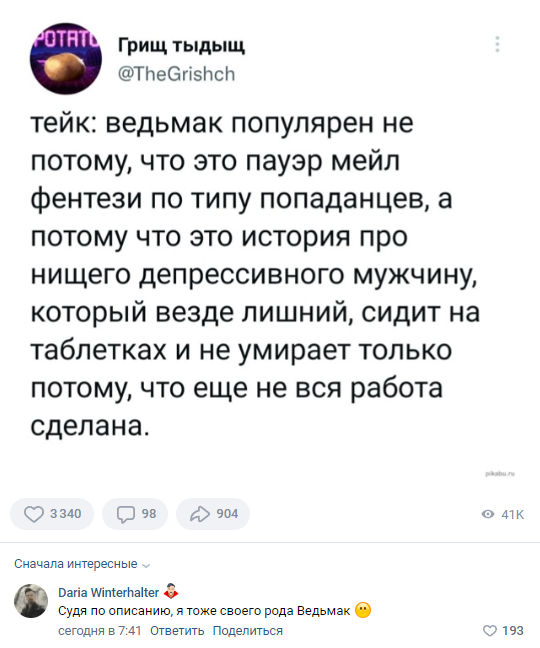 POTATO
Грищ тыдыщ
@TheGrishch
тейк: ведьмак популярен не
потому, что это пауэр мейл
фентези по типу попаданцев, а
потому что это история про
нищего депрессивного мужчину,
который везде лишний, сидит на
таблетках и не умирает только
потому, что еще не вся работа
сделана.
pikabu.ru
3 340
98
904
41K
Сначала интересные
Daria Winterhalter
Судя по описанию, я тоже своего рода Ведьмак 😶
сегодня в 7:41 Ответить Поделиться
193